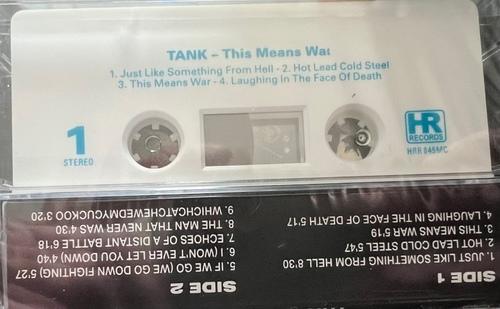 TANK – This Means War
1. Just Like Something From Hell - 2. Hot Lead Cold Steel
3. This Means War - 4. Laughing In The Face Of Death
1
STEREO
HR
RECORDS
HRR 845MC
SIDE 1
1. JUST LIKE SOMETHING FROM HELL 8:30
2. HOT LEAD COLD STEEL 5:47
3. THIS MEANS WAR 5:19
4. LAUGHING IN THE FACE OF DEATH 5:17
SIDE 2
5. IF WE GO (WE GO DOWN FIGHTING) 5:27
6. I (WON'T EVER LET YOU DOWN) 4:40
7. ECHOES OF A DISTANT BATTLE 6:18
8. THE MAN THAT NEVER WAS 4:30
9. WHICHCATCHEWEDMYCUCKOO 3:20